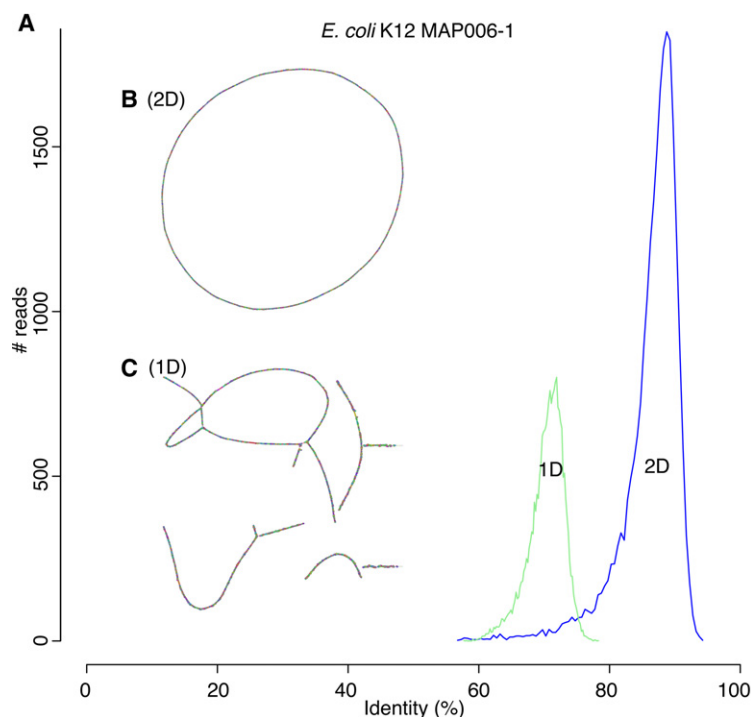 A
E. coli K12 MAP006-1
B (2D)
C (1D)
1D
2D
# reads
0
500
1000
1500
0
20
40
60
80
100
Identity (%)